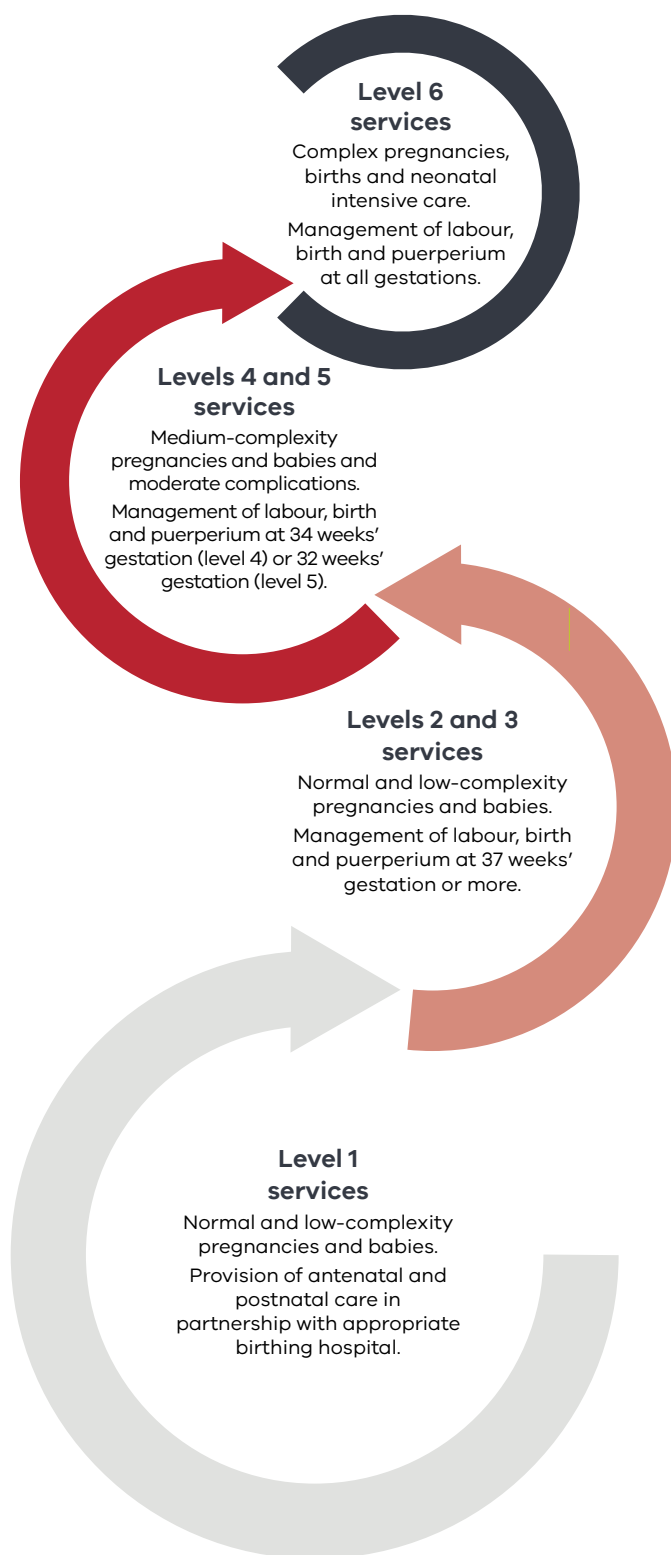 Level 6
services
Complex pregnancies,
births and neonatal
intensive care.
Management of labour,
birth and puerperium
at all gestations.
Levels 4 and 5
services
Medium-complexity
pregnancies and babies and
moderate complications.
Management of labour, birth
and puerperium at 34 weeks’
gestation (level 4) or 32 weeks’
gestation (level 5).
Levels 2 and 3
services
Normal and low-complexity
pregnancies and babies.
Management of labour, birth
and puerperium at 37 weeks’
gestation or more.
Level 1
services
Normal and low-complexity
pregnancies and babies.
Provision of antenatal and
postnatal care in
partnership with appropriate
birthing hospital.